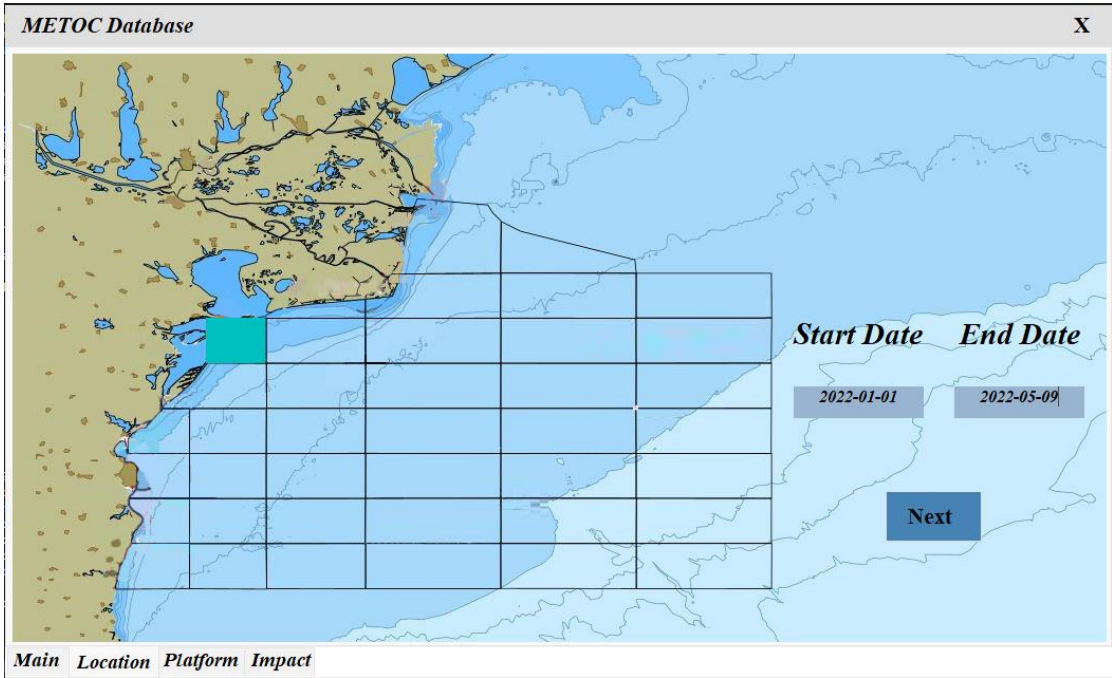 METOC Database X
Start Date End Date
2022-01-01 2022-05-09
Next
Main Location Platform Impact